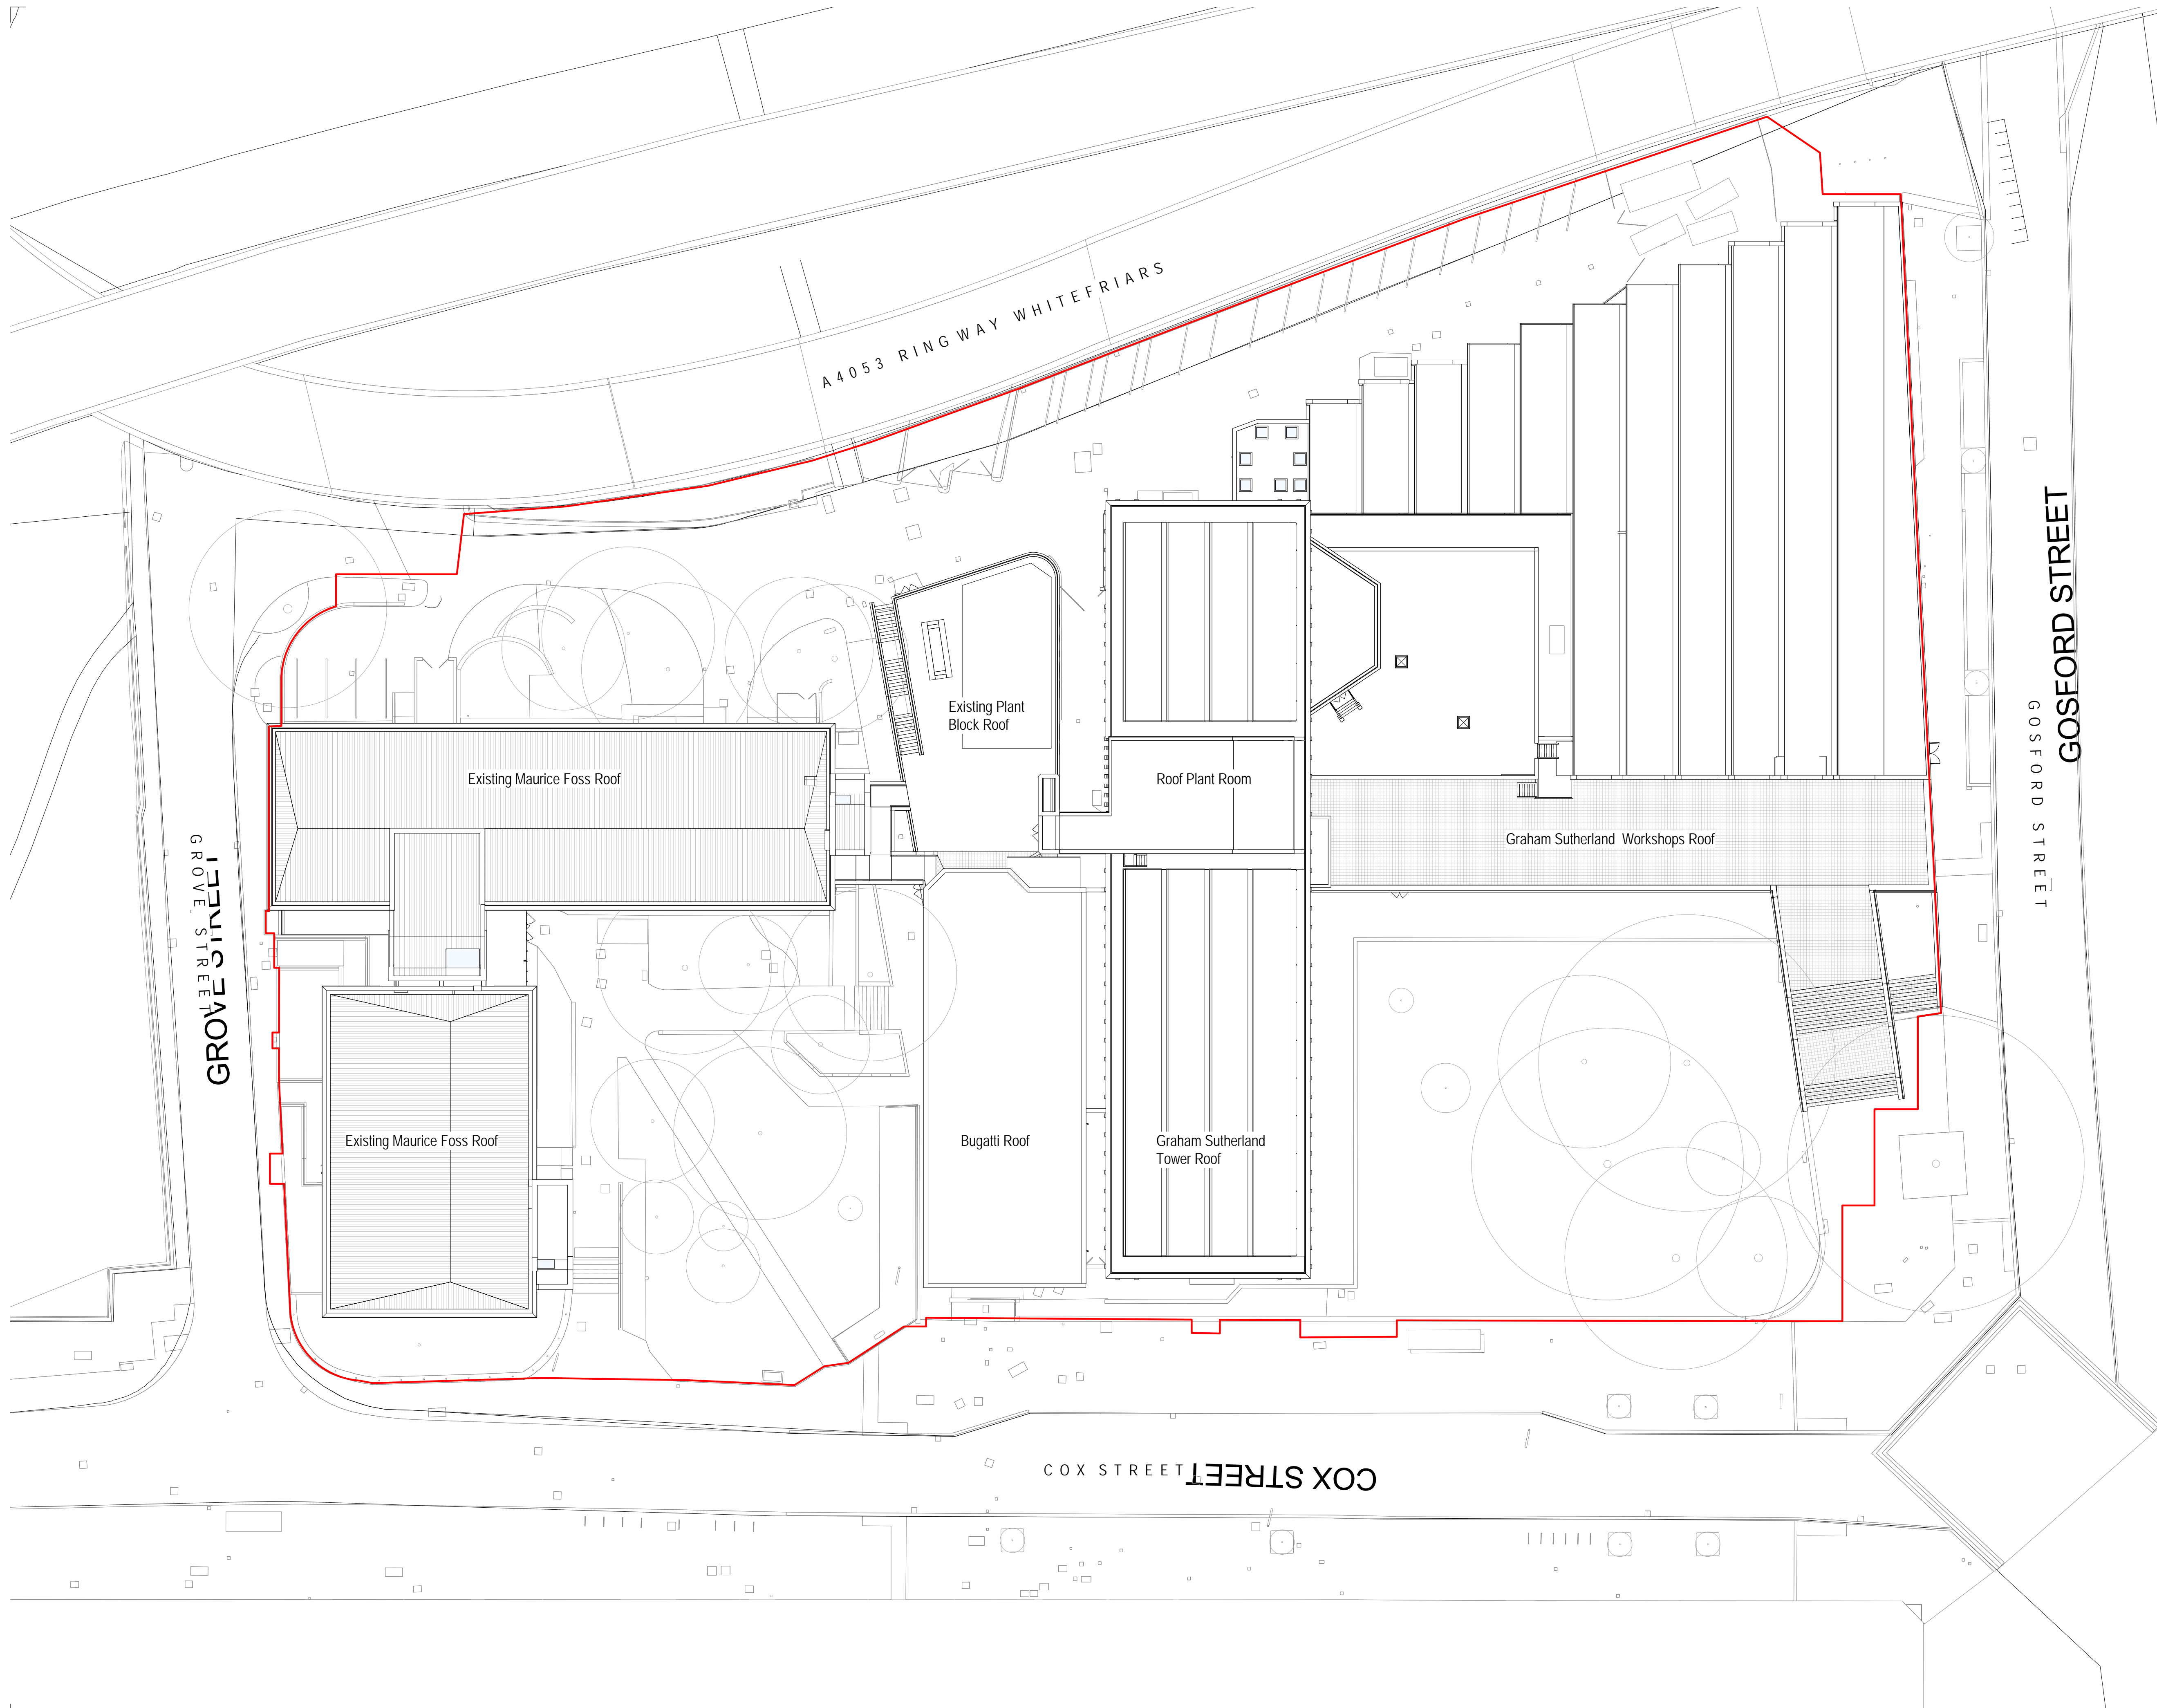 A4053 RINGWAY WHITEFRIARS
GOSFORD STREET
GOSFORD STREET
Existing Plant
Block Roof
Existing Maurice Foss Roof
Roof Plant Room
Graham Sutherland Workshops Roof
GROVE STREET
GROVE STREET
Existing Maurice Foss Roof
Bugatti Roof
Graham Sutherland
Tower Roof
COX STREET
COX STREET